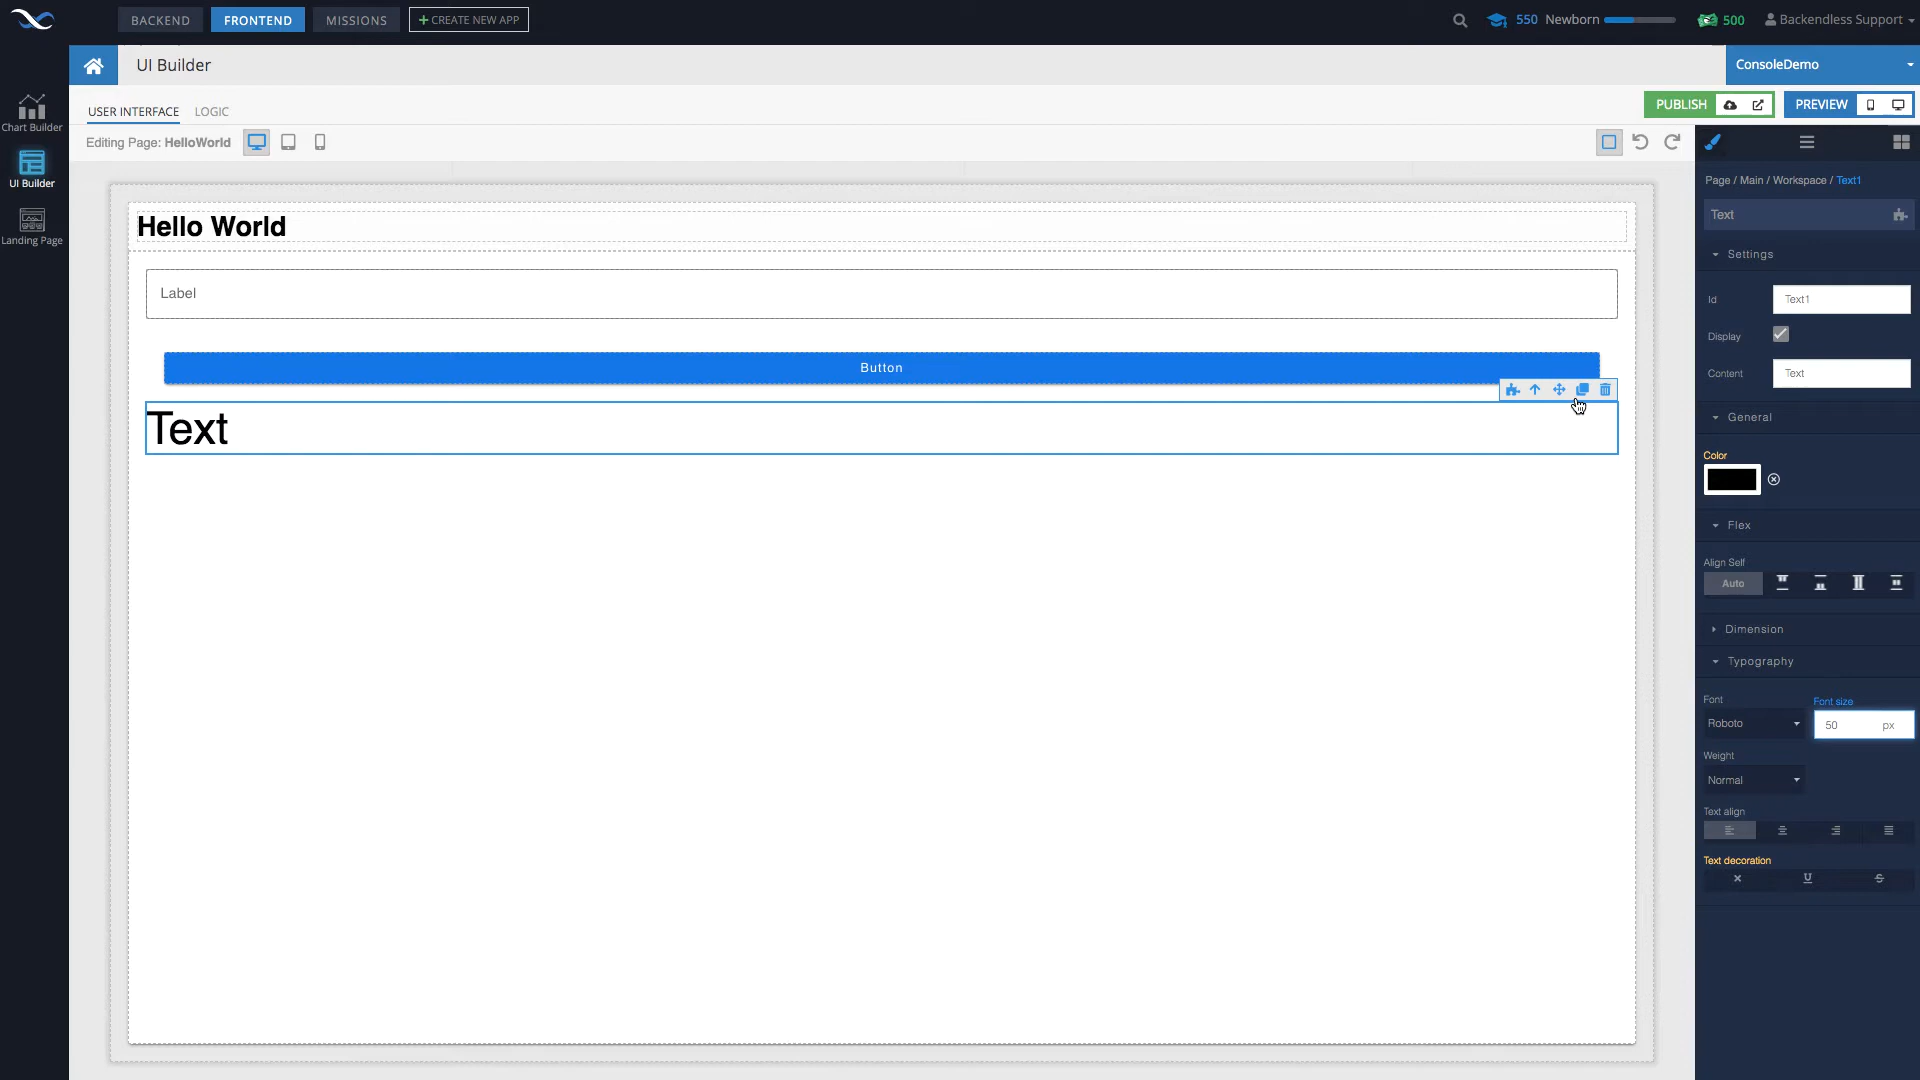 BACKEND
FRONTEND
MISSIONS
+ CREATE NEW APP
550 Newborn
500
Backendless Support
UI Builder
ConsoleDemo
USER INTERFACE
LOGIC
PUBLISH
PREVIEW
Editing Page: HelloWorld
Chart Builder
UI Builder
Landing Page
Hello World
Label
Button
Text
Page / Main / Workspace / Text1
Text
Settings
Id
Text1
Display
Content
Text
General
Color
Flex
Align Self
Auto
Dimension
Typography
Font
Font size
Roboto
50
px
Weight
Normal
Text align
Text decoration